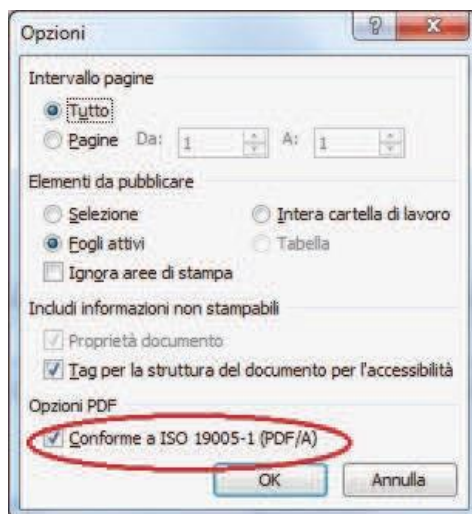 Opzioni
Intervallo pagine
Tutto
Pagine Da: 1 A: 1
Elementi da pubblicare
Selezione Intera cartella di lavoro
Fogli attivi Tabella
Ignora aree di stampa
Includi informazioni non stampabili
Proprietà documento
Tag per la struttura del documento per l'accessibilità
Opzioni PDF
Conforme a ISO 19005-1 (PDF/A)
OK Annulla